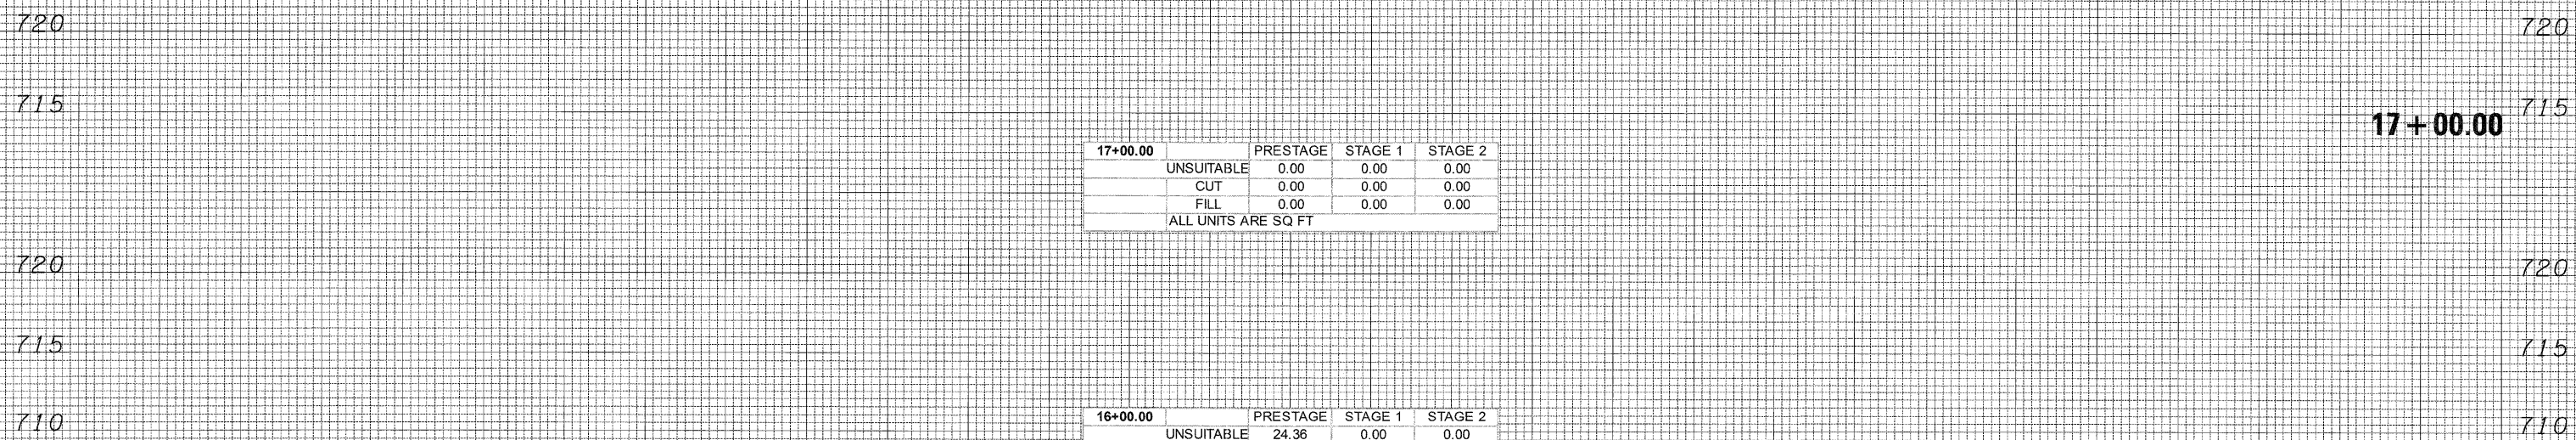 720 720
715 715
17+00.00
17+00.00 PRESTAGE STAGE 1 STAGE 2
UNSUITABLE 0.00 0.00 0.00
CUT 0.00 0.00 0.00
FILL 0.00 0.00 0.00
ALL UNITS ARE SQ FT
720 720
715 715
710 710
16+00.00 PRESTAGE STAGE 1 STAGE 2
UNSUITABLE 24.36 0.00 0.00